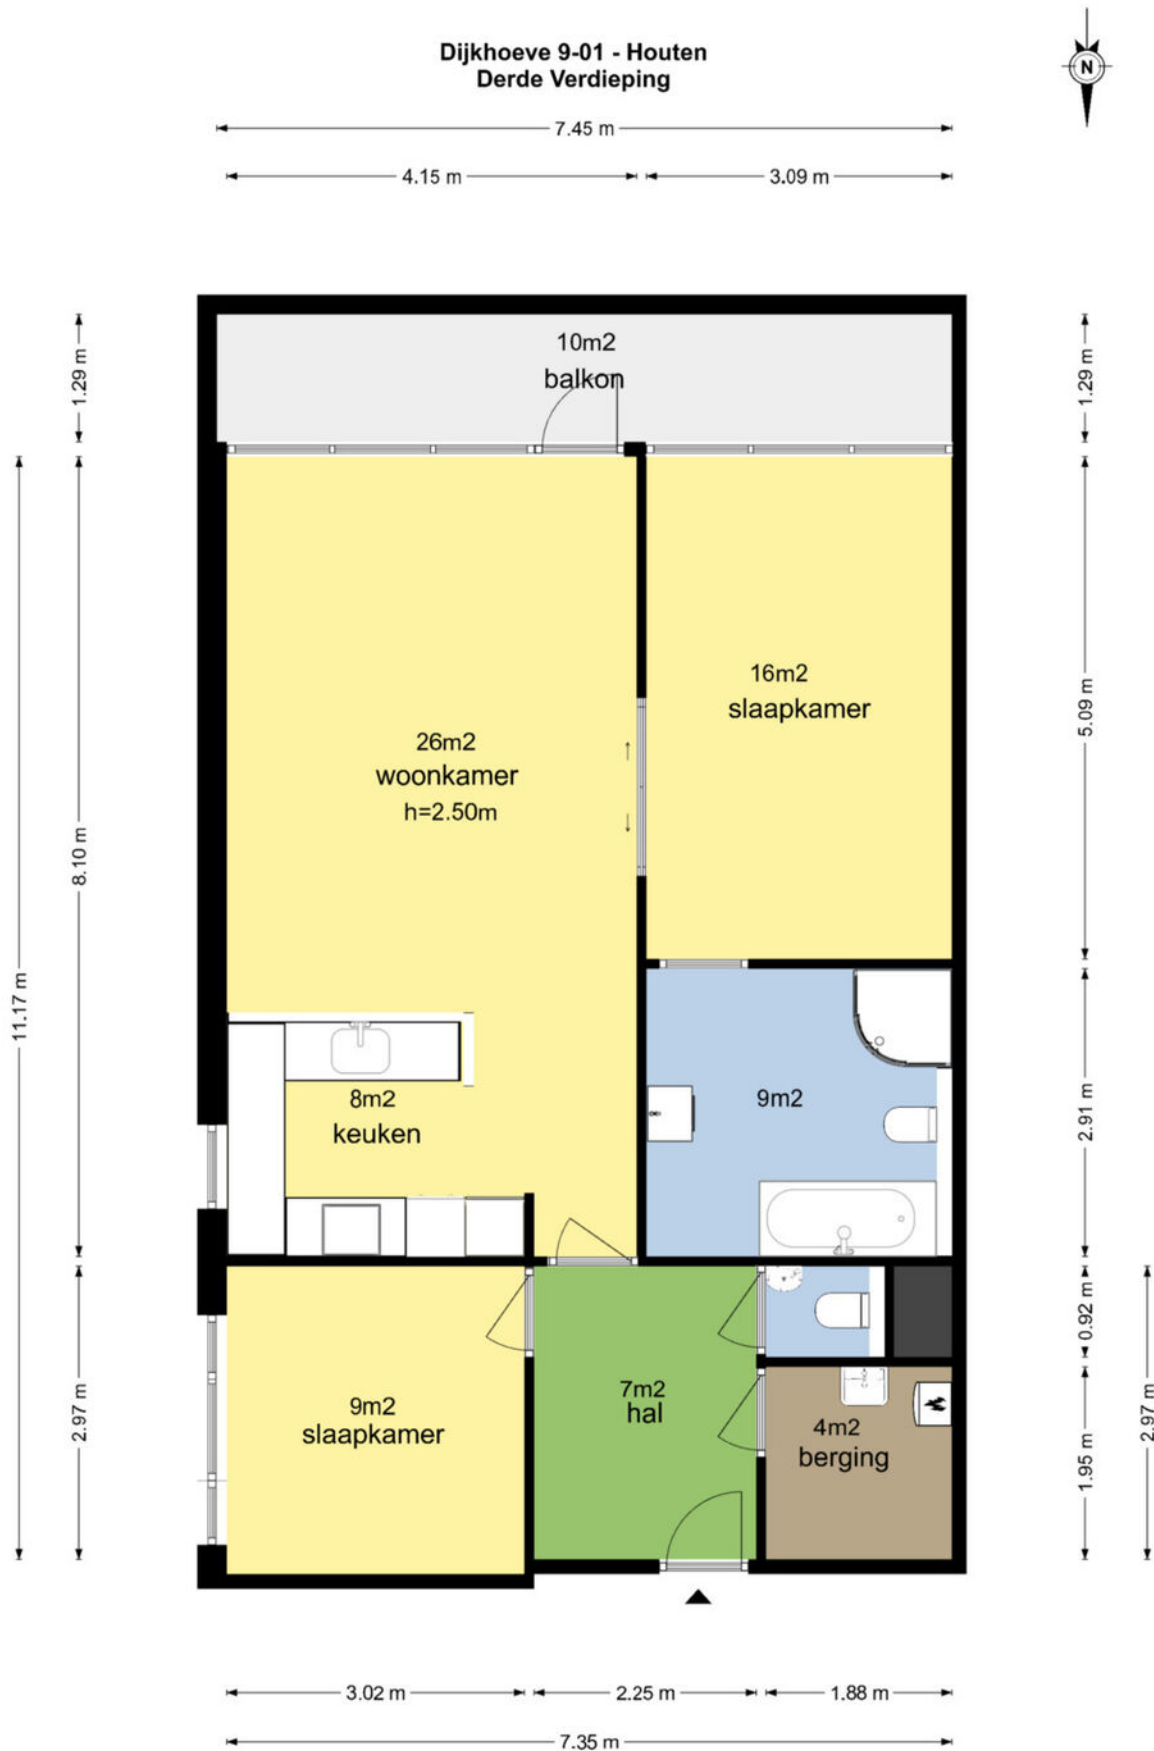 Dijkhoeve 9-01 - Houten
Derde Verdieping
N
7.45 m
4.15 m
3.09 m
1.29 m
1.29 m
10m2
balkon
11.17 m
8.10 m
5.09 m
16m2
slaapkamer
26m2
woonkamer
h=2.50m
8m2
keuken
9m2
2.91 m
2.97 m
9m2
slaapkamer
7m2
hal
4m2
berging
0.92 m
1.95 m
2.97 m
3.02 m
2.25 m
1.88 m
7.35 m